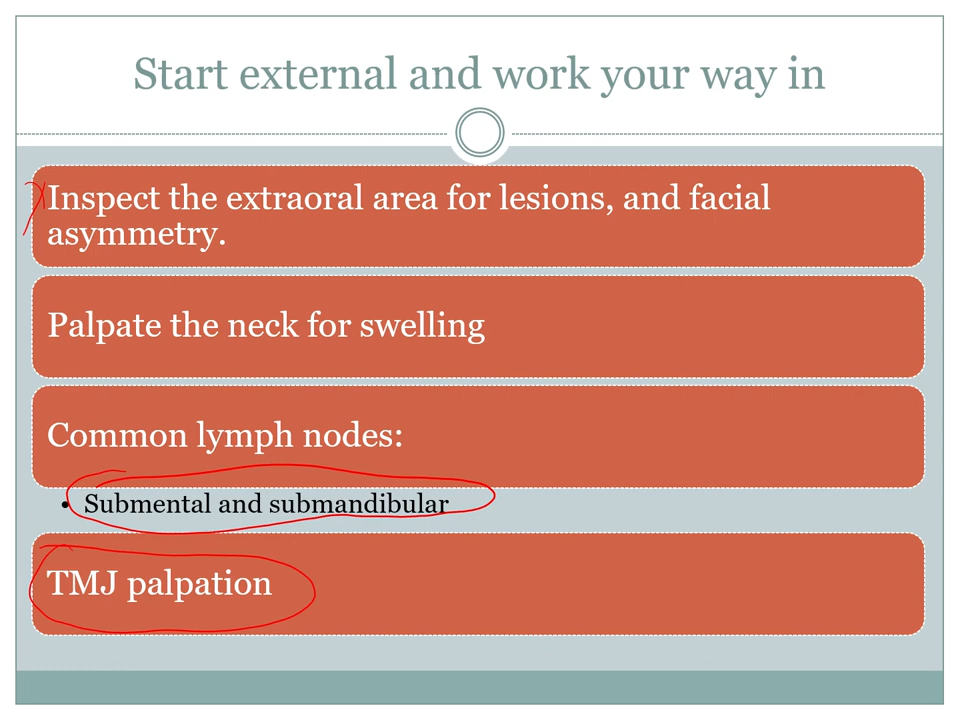 Start external and work your way in
Inspect the extraoral area for lesions, and facial
asymmetry.
Palpate the neck for swelling
Common lymph nodes:
• Submental and submandibular
TMJ palpation